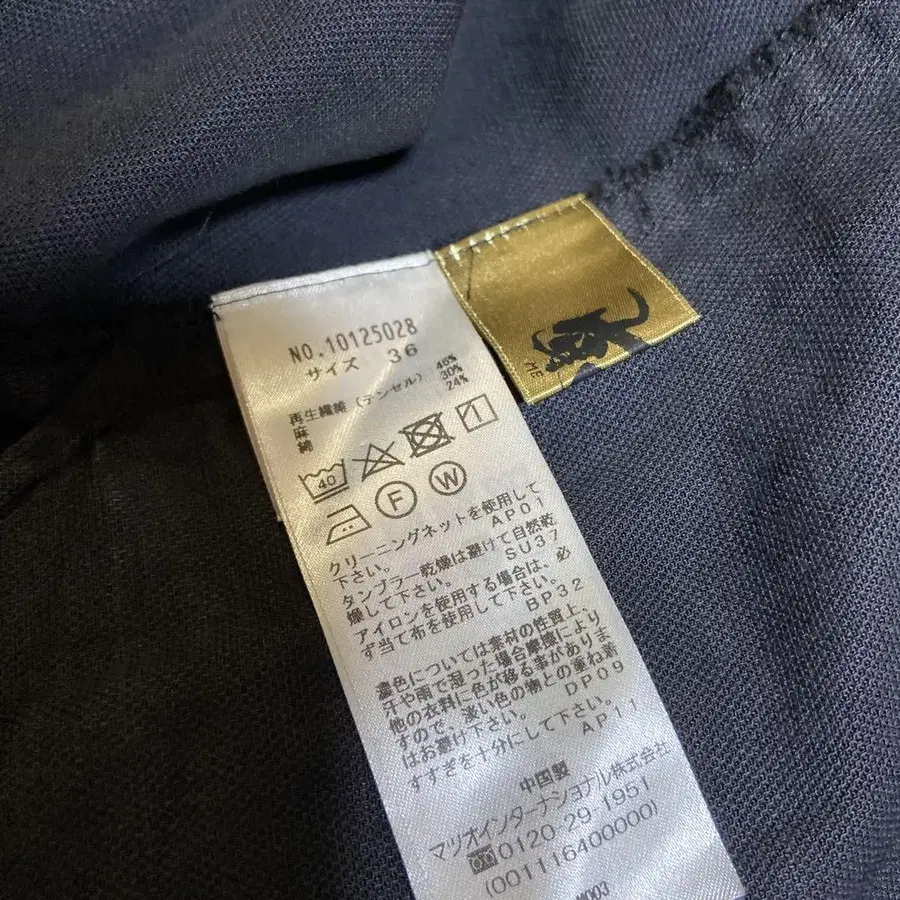 NO.10125028
サイズ 36
再生繊維(テンセル) 46%
麻 30%
綿 24%
40
F W
クリーニングネットを使用して
下さい。 AP01
タンブラー乾燥は避けて自然乾
燥して下さい。 SU37
アイロンを使用する場合は、必
ず当て布を使用して下さい。 BP32
濃色については素材の性質上、
汗や雨で湿った場合摩擦により
他の衣料に色が移る事がありま
すので、淡い色の物との重ね着
はお避け下さい。 DP09
すすぎを十分にして下さい。 AP11
中国製
マツオインターナショナル株式会社
0120-29-1951
(001116400000)
ME